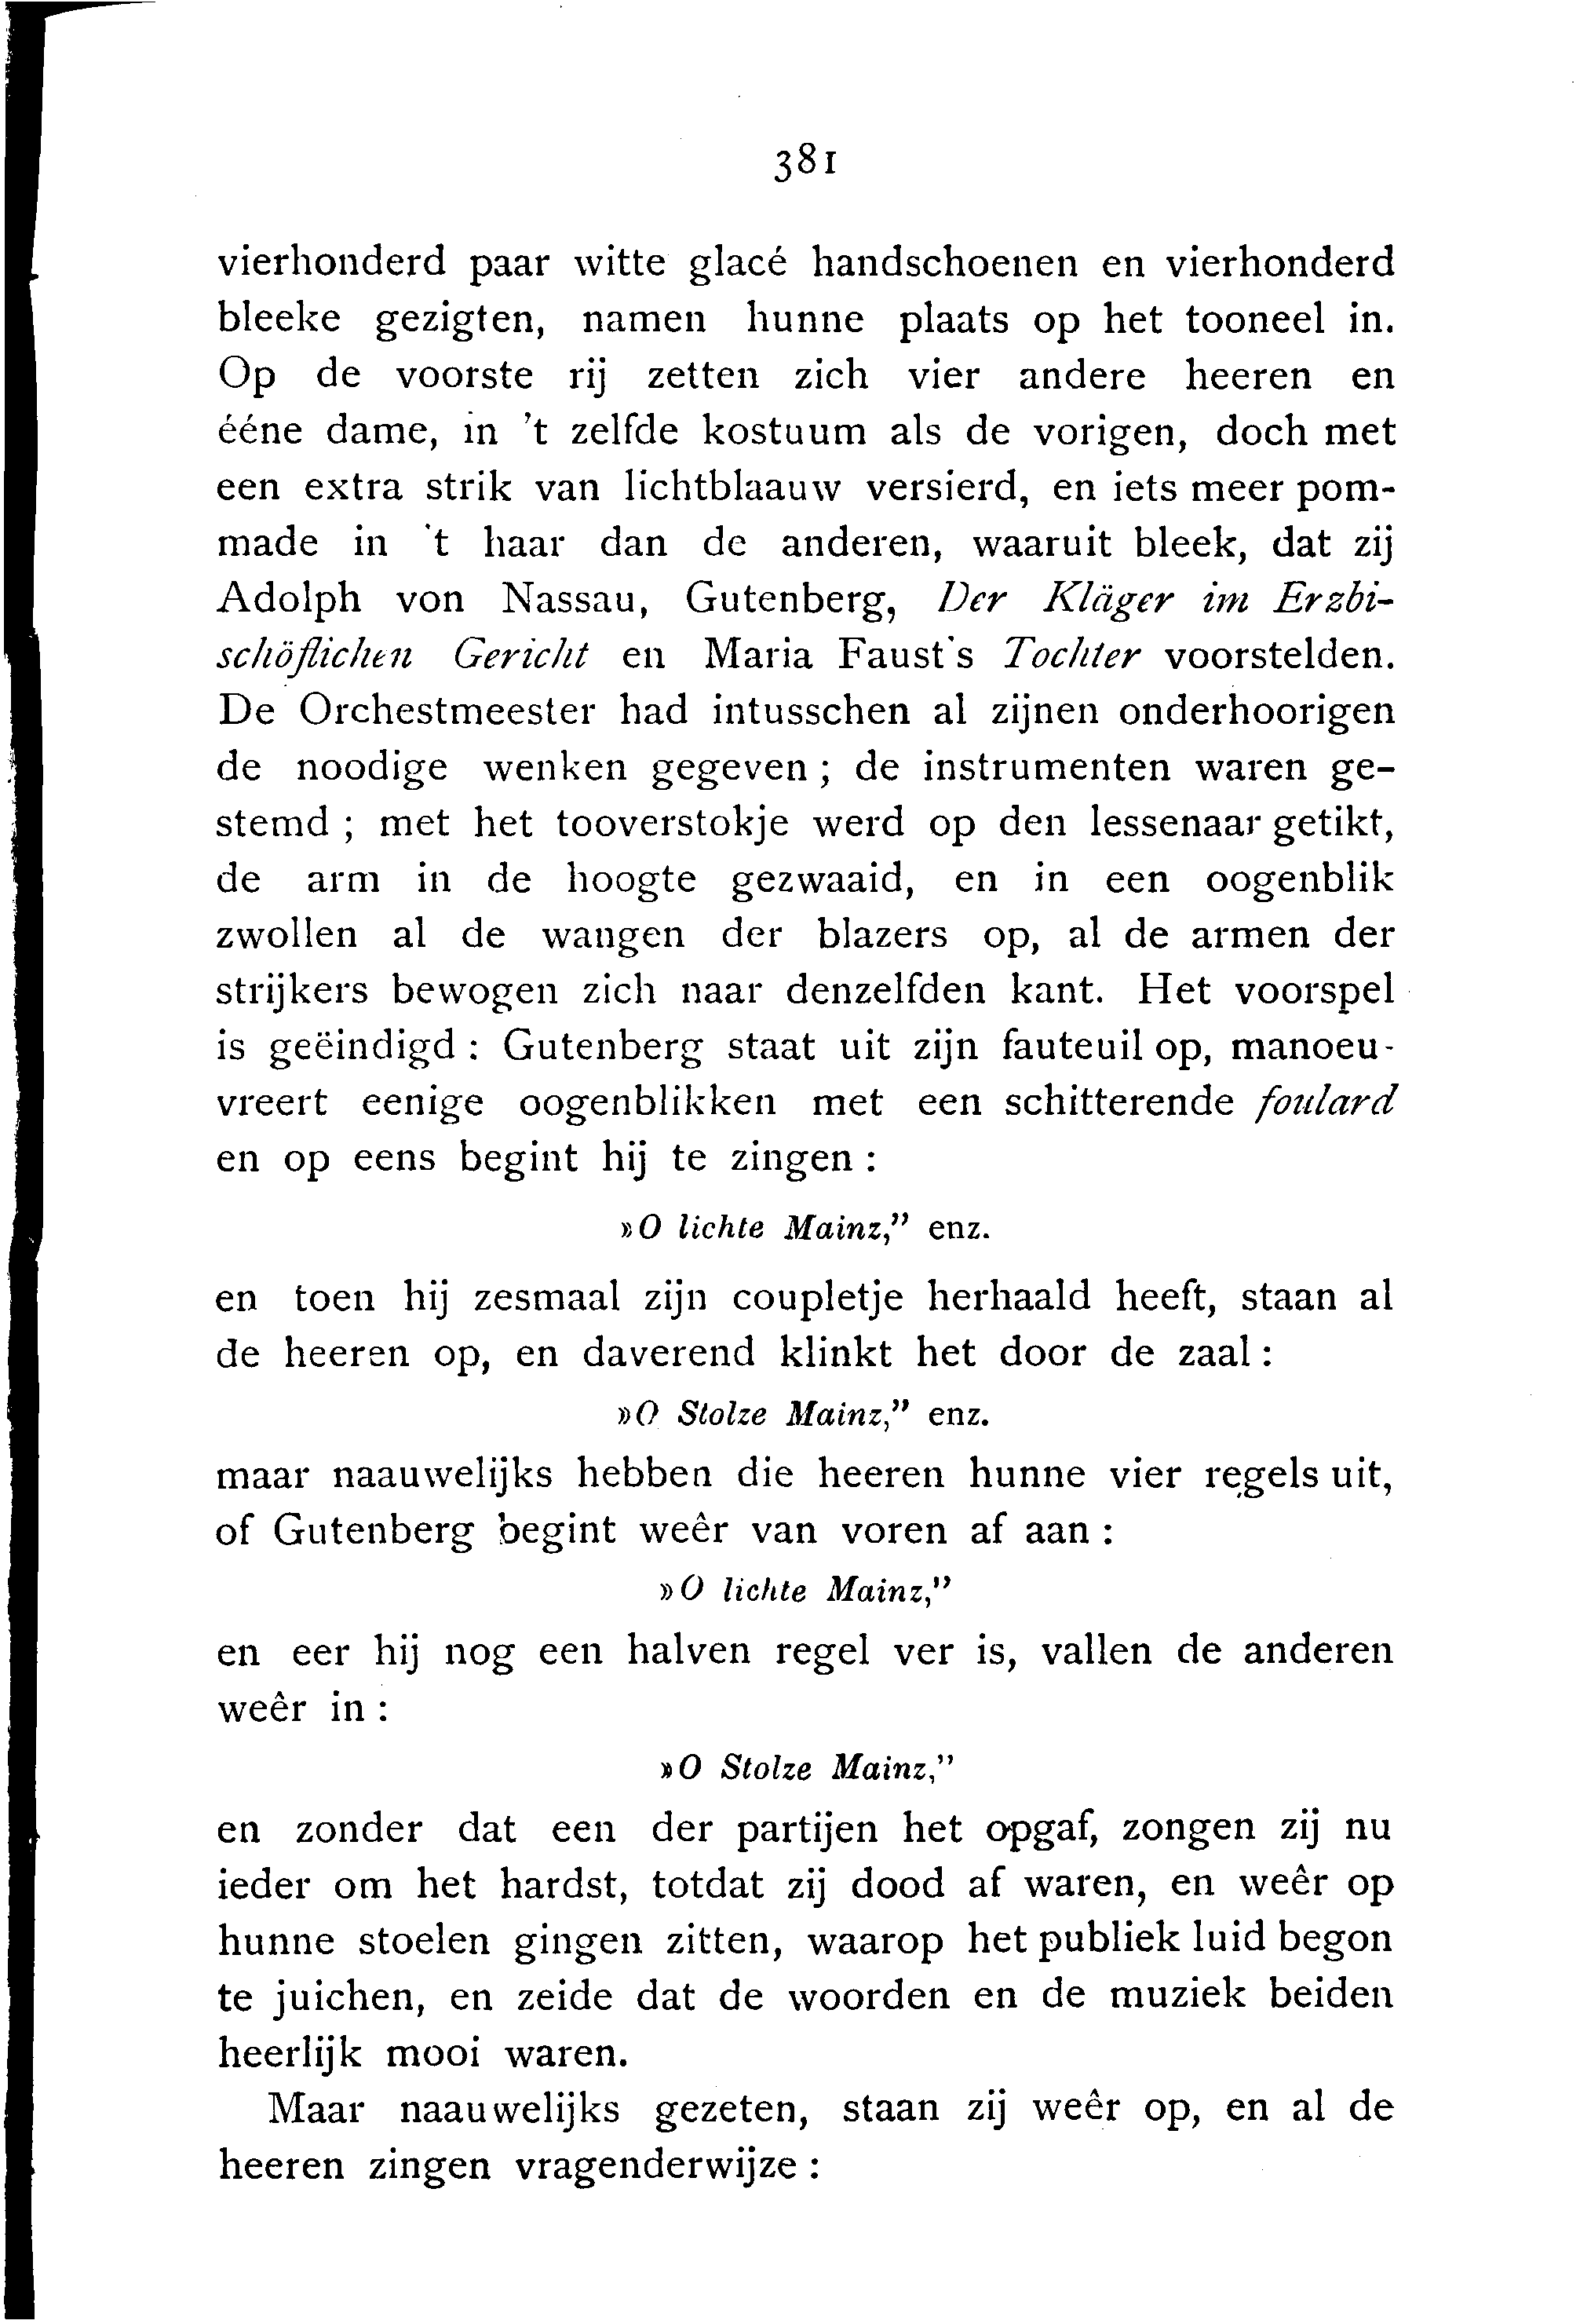 381
vierhonderd paar witte glacé handschoenen en vierhonderd
bleeke gezigten, namen hunne plaats op het tooneel in.
Op de voorste rij zetten zich vier andere heeren en
ééne dame, in 't zelfde kostuum als de vorigen, doch met
een extra strik van lichtblaauw versierd, en iets meer pom-
made in 't haar dan de anderen, waaruit bleek, dat zij
Adolph von Nassau, Gutenberg, Der Kläger im Erzbi-
schöflichen Gericht en Maria Faust's Tochter voorstelden.
De Orchestmeester had intusschen al zijnen onderhoorigen
de noodige wenken gegeven ; de instrumenten waren ge-
stemd ; met het tooverstokje werd op den lessenaar getikt,
de arm in de hoogte gezwaaid, en in een oogenblik
zwollen al de wangen der blazers op, al de armen der
strijkers bewogen zich naar denzelfden kant. Het voorspel
is geëindigd : Gutenberg staat uit zijn fauteuil op, manoeu-
vreert eenige oogenblikken met een schitterende foulard
en op eens begint hij te zingen :
»O lichte Mainz,” enz.
en toen hij zesmaal zijn coupletje herhaald heeft, staan al
de heeren op, en daverend klinkt het door de zaal :
»O Stolze Mainz,” enz.
maar naauwelijks hebben die heeren hunne vier regels uit,
of Gutenberg begint weêr van voren af aan :
»O lichte Mainz,”
en eer hij nog een halven regel ver is, vallen de anderen
weêr in :
»O Stolze Mainz,”
en zonder dat een der partijen het opgaf, zongen zij nu
ieder om het hardst, totdat zij dood af waren, en weêr op
hunne stoelen gingen zitten, waarop het publiek luid begon
te juichen, en zeide dat de woorden en de muziek beiden
heerlijk mooi waren.
Maar naauwelijks gezeten, staan zij weêr op, en al de
heeren zingen vragenderwijze :